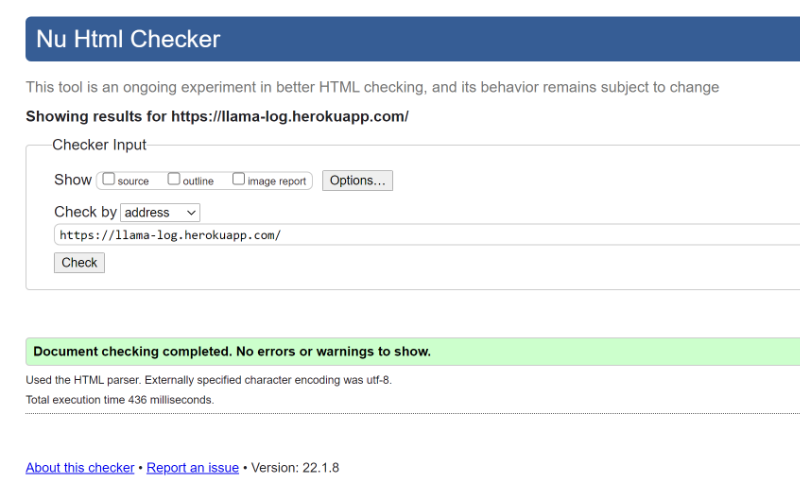 Nu Html Checker
This tool is an ongoing experiment in better HTML checking, and its behavior remains subject to change
Showing results for https://llama-log.herokuapp.com/
Checker Input
Show source outline image report Options...
Check by address
https://llama-log.herokuapp.com/
Check
Document checking completed. No errors or warnings to show.
Used the HTML parser. Externally specified character encoding was utf-8.
Total execution time 436 milliseconds.
About this checker • Report an issue • Version: 22.1.8